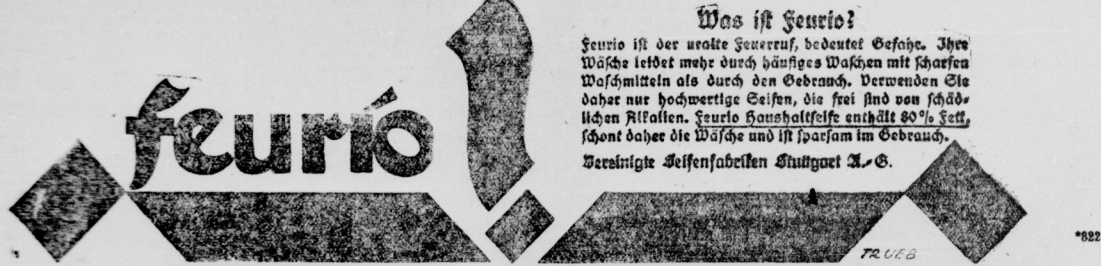 feurio!
Was ist Feurio?
Feurio ist der uralte Feuerruf, bedeutet Gefahr. Ihre
Wäsche leidet mehr durch häufiges Waschen mit scharfen
Waschmitteln als durch den Gebrauch. Verwenden Sie
daher nur hochwertige Seifen, die frei sind von schäd-
lichen Alkalien. Feurio Haushaltseife enthält 80% Fett,
schont daher die Wäsche und ist sparsam im Gebrauch.
Vereinigte Seifenfabriken Stuttgart A.-G.
TRUEB
*822